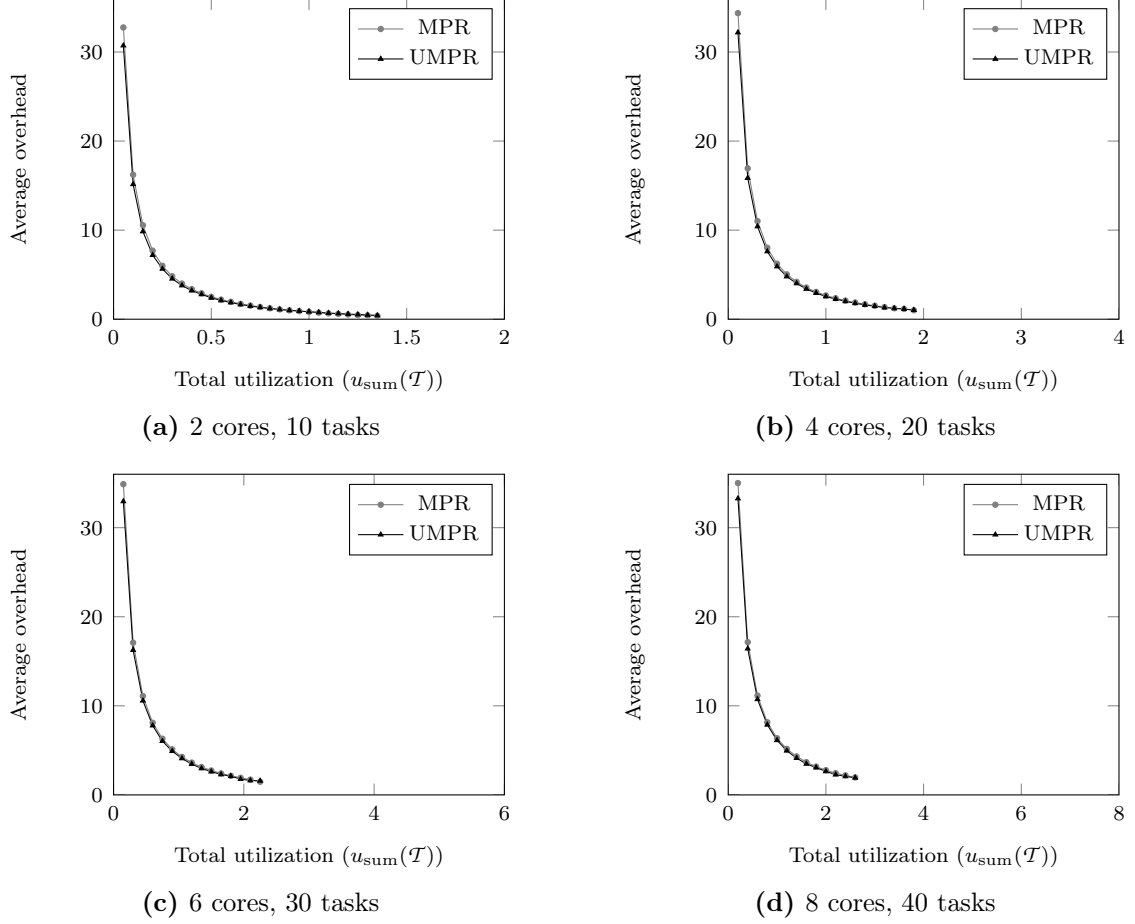 MPR
UMPR
30
20
10
0
0
0.5
1
1.5
2
Average overhead
Total utilization (u_sum(𝒯))
(a) 2 cores, 10 tasks
MPR
UMPR
30
20
10
0
0
1
2
3
4
Average overhead
Total utilization (u_sum(𝒯))
(b) 4 cores, 20 tasks
MPR
UMPR
30
20
10
0
0
2
4
6
Average overhead
Total utilization (u_sum(𝒯))
(c) 6 cores, 30 tasks
MPR
UMPR
30
20
10
0
0
2
4
6
8
Average overhead
Total utilization (u_sum(𝒯))
(d) 8 cores, 40 tasks